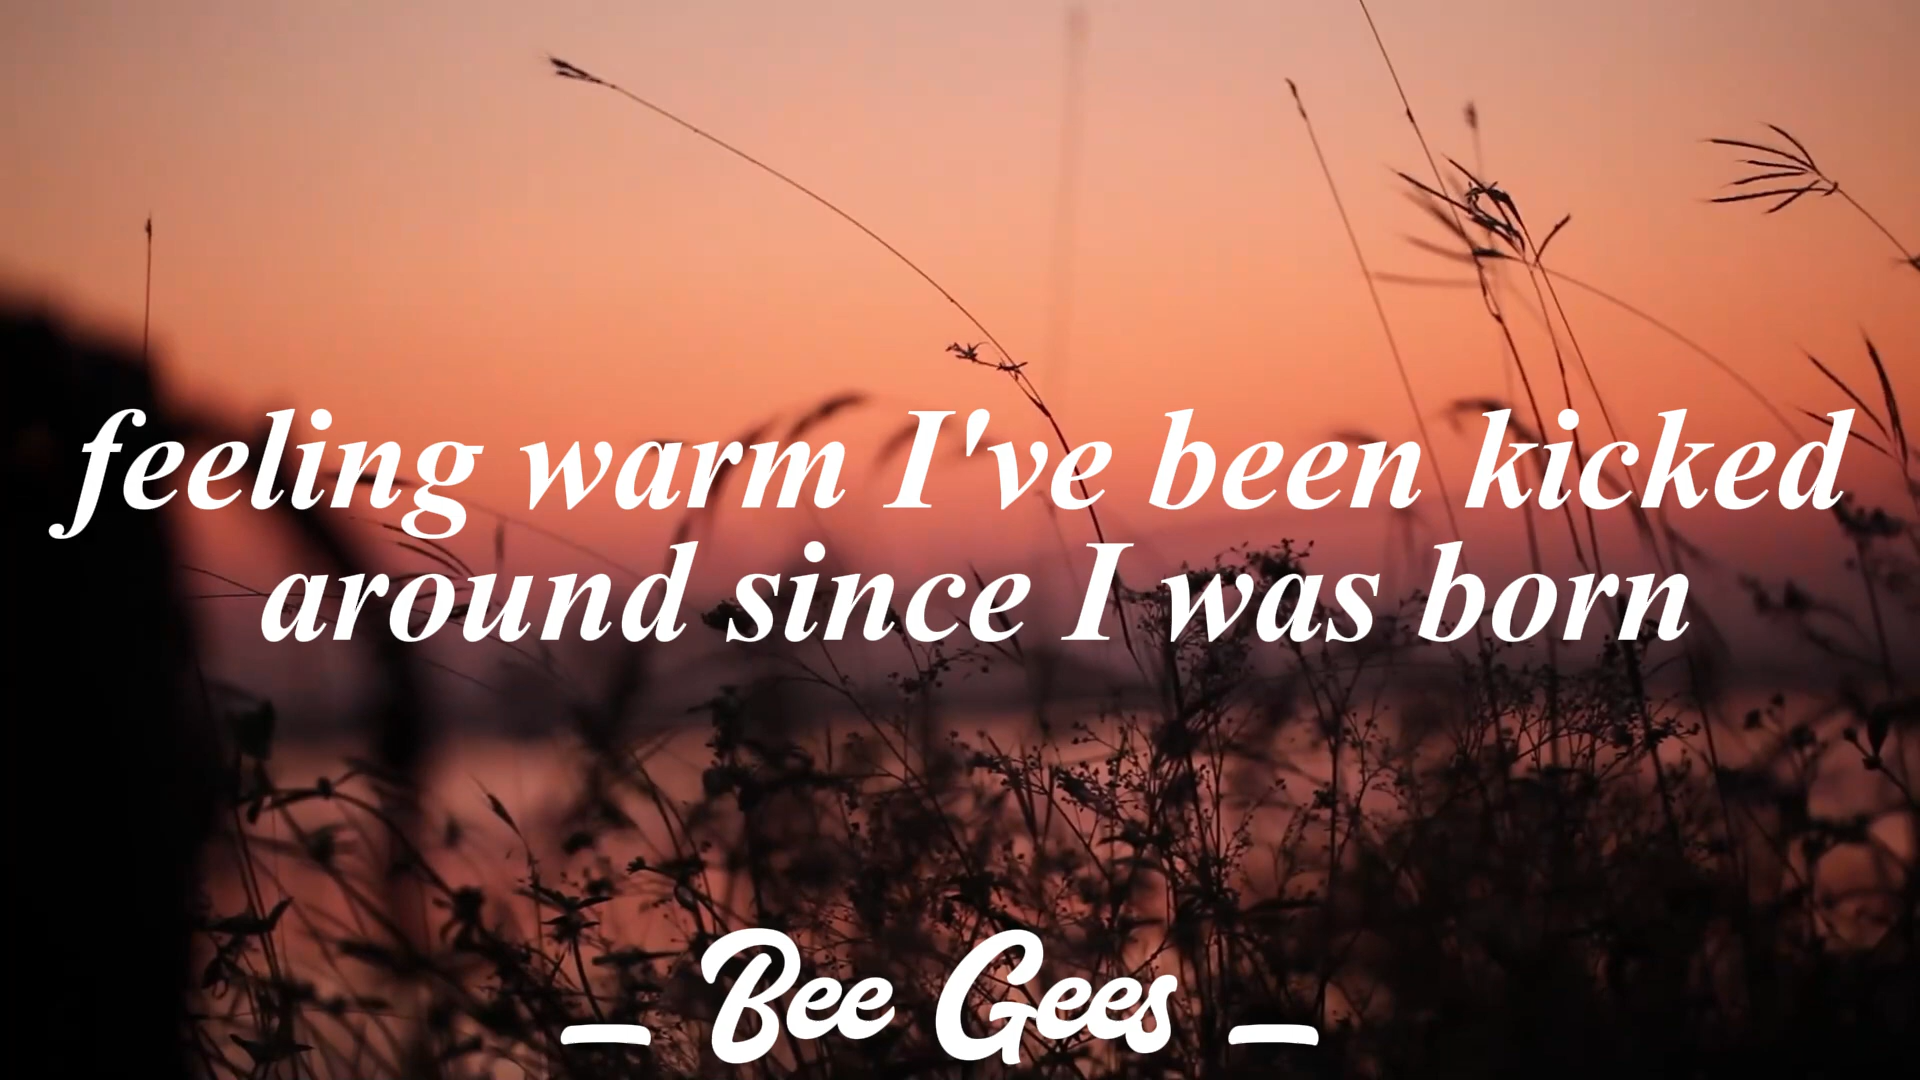 feeling warm I've been kicked
around since I was born
_ Bee Gees _